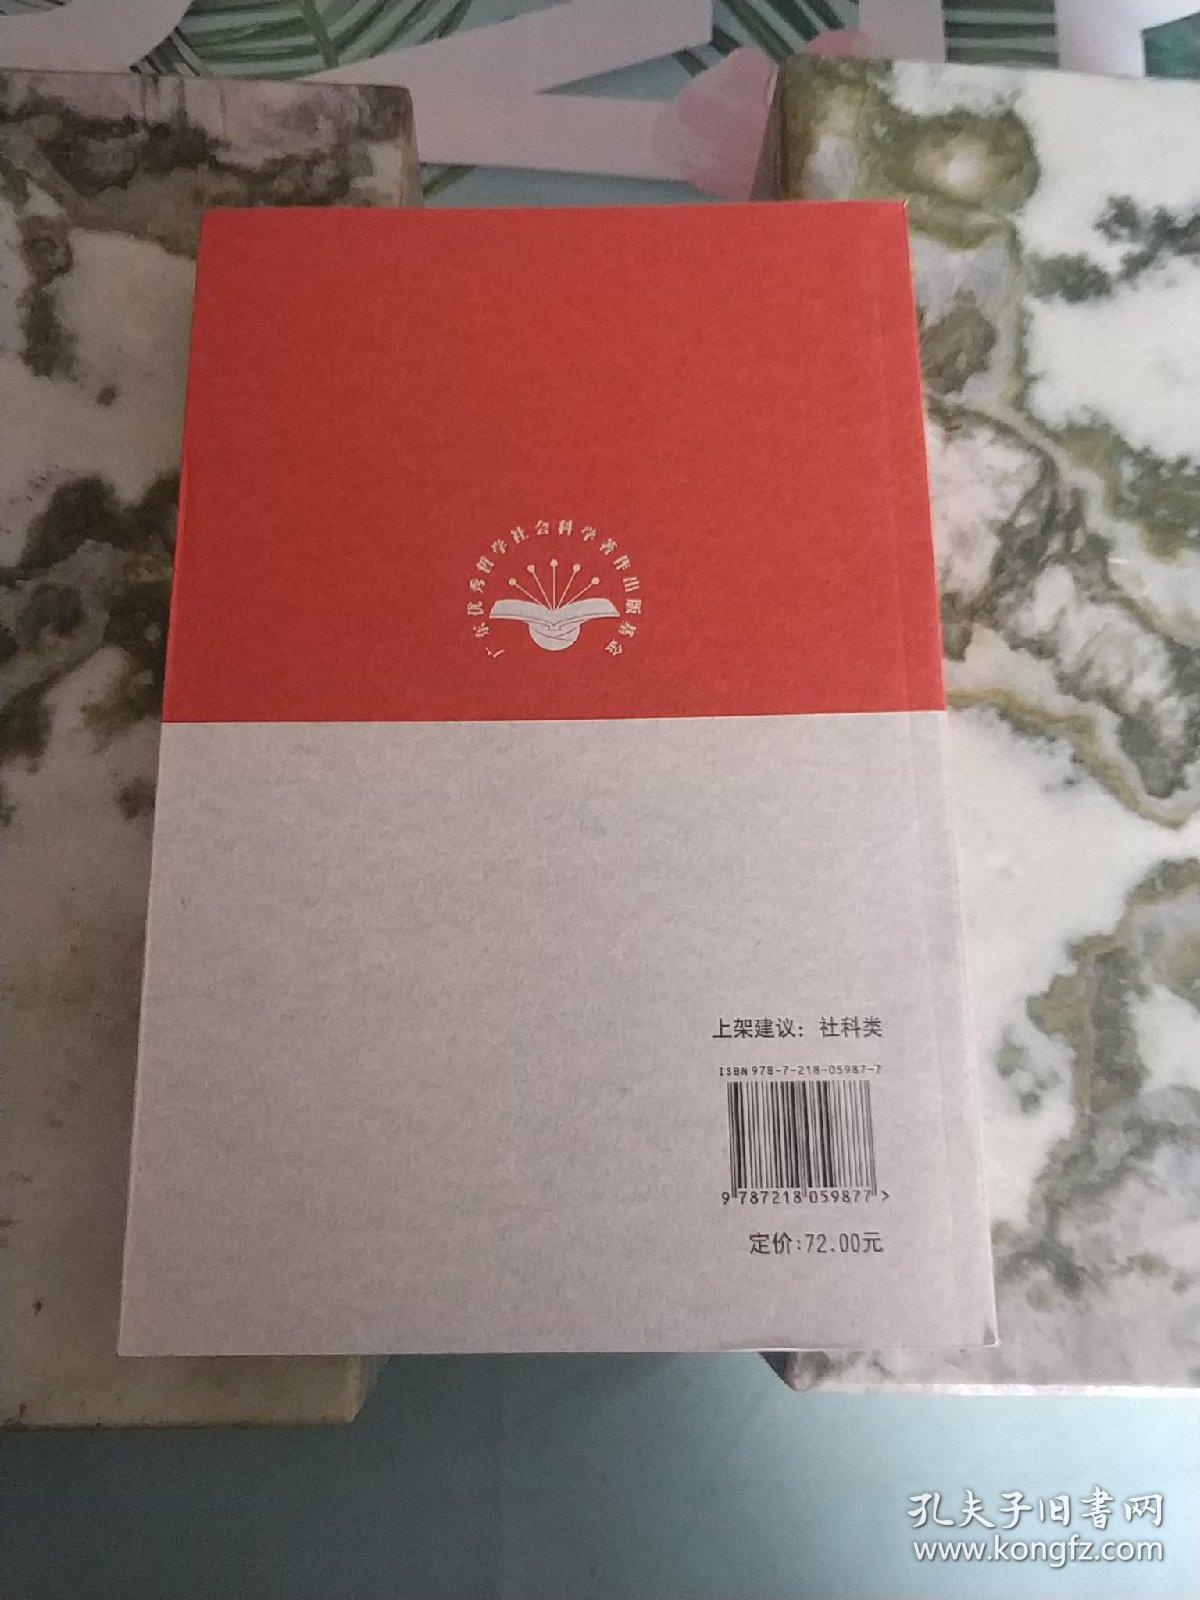 广东优秀哲学社会科学著作出版基金
上架建议：社科类
ISBN 978-7-218-05987-7
9 787218 059877 >
定价:72.00元
孔夫子旧书网
www.kongfz.com